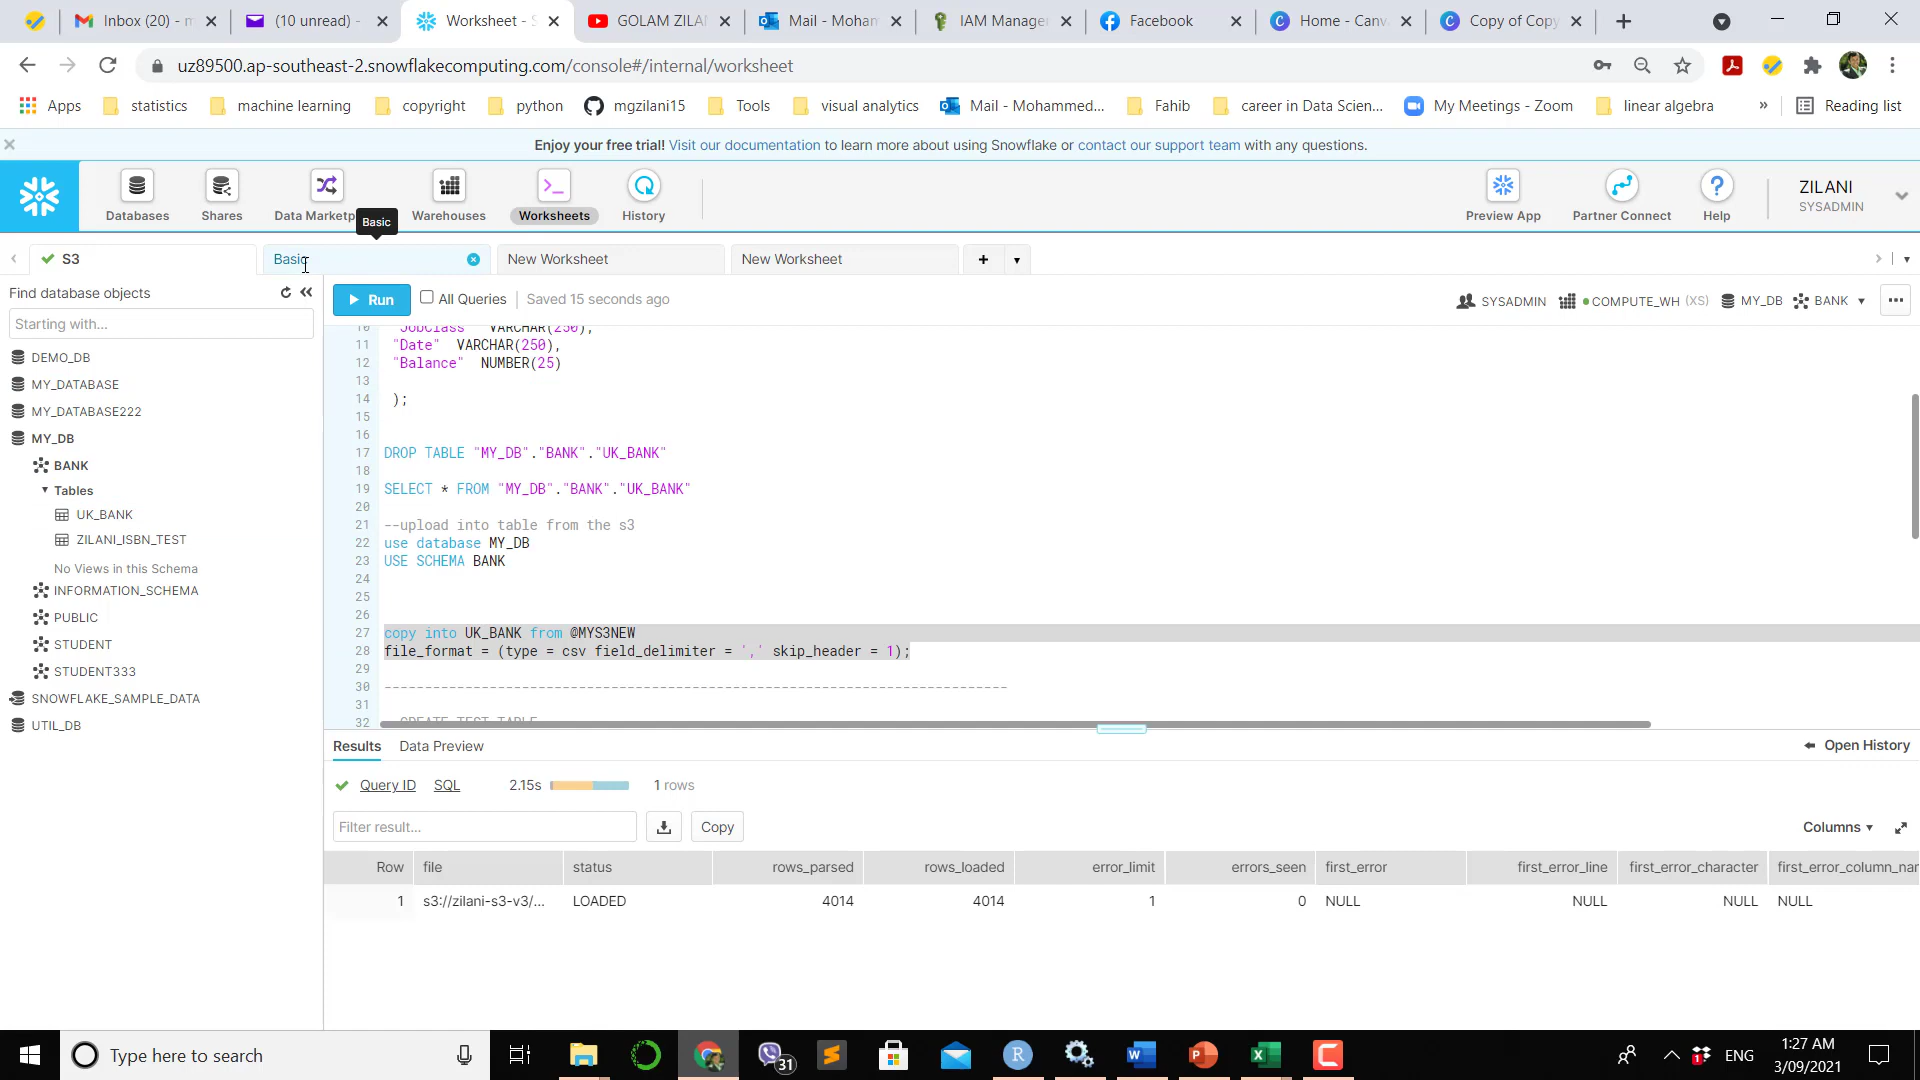 Inbox (20) - m
(10 unread) -
Worksheet - S
GOLAM ZILAN
Mail - Moham
IAM Manage
Facebook
Home - Canv
Copy of Copy
uz89500.ap-southeast-2.snowflakecomputing.com/console#/internal/worksheet
Apps
statistics
machine learning
copyright
python
mgzilani15
Tools
visual analytics
Mail - Mohammed...
Fahib
career in Data Scien...
My Meetings - Zoom
linear algebra
»
Reading list
Enjoy your free trial! Visit our documentation to learn more about using Snowflake or contact our support team with any questions.
Databases
Shares
Data Marketp
Warehouses
Worksheets
History
Preview App
Partner Connect
Help
ZILANI
SYSADMIN
Basic
S3
Basic
New Worksheet
New Worksheet
Find database objects
Starting with...
DEMO_DB
MY_DATABASE
MY_DATABASE222
MY_DB
BANK
Tables
UK_BANK
ZILANI_ISBN_TEST
No Views in this Schema
INFORMATION_SCHEMA
PUBLIC
STUDENT
STUDENT333
SNOWFLAKE_SAMPLE_DATA
UTIL_DB
Run
All Queries
Saved 15 seconds ago
SYSADMIN
COMPUTE_WH (XS)
MY_DB
BANK
10 "JobClass" VARCHAR(250),
11 "Date" VARCHAR(250),
12 "Balance" NUMBER(25)
13
14 );
15
16
17 DROP TABLE "MY_DB"."BANK"."UK_BANK"
18
19 SELECT * FROM "MY_DB"."BANK"."UK_BANK"
20
21 --upload into table from the s3
22 use database MY_DB
23 USE SCHEMA BANK
24
25
26
27 copy into UK_BANK from @MYS3NEW
28 file_format = (type = csv field_delimiter = ',' skip_header = 1);
29
30 -----------------------------------------------------------------------------
31
32 --CREATE TEST TABLE
Results
Data Preview
Open History
Query ID
SQL
2.15s
1 rows
Filter result...
Copy
Columns
Row file status rows_parsed rows_loaded error_limit errors_seen first_error first_error_line first_error_character first_error_column_nar
1 s3://zilani-s3-v3/... LOADED 4014 4014 1 0 NULL NULL NULL NULL
Type here to search
31
1
ENG
1:27 AM
3/09/2021